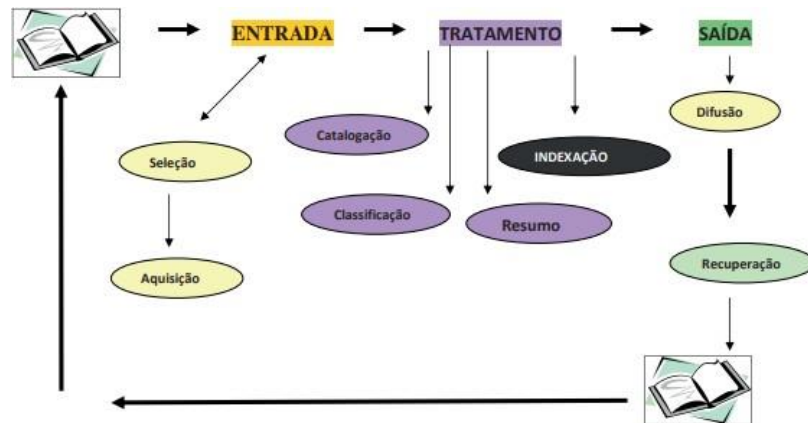 ENTRADA
TRATAMENTO
SAÍDA
Difusão
Catalogação
Seleção
INDEXAÇÃO
Classificação
Resumo
Aquisição
Recuperação